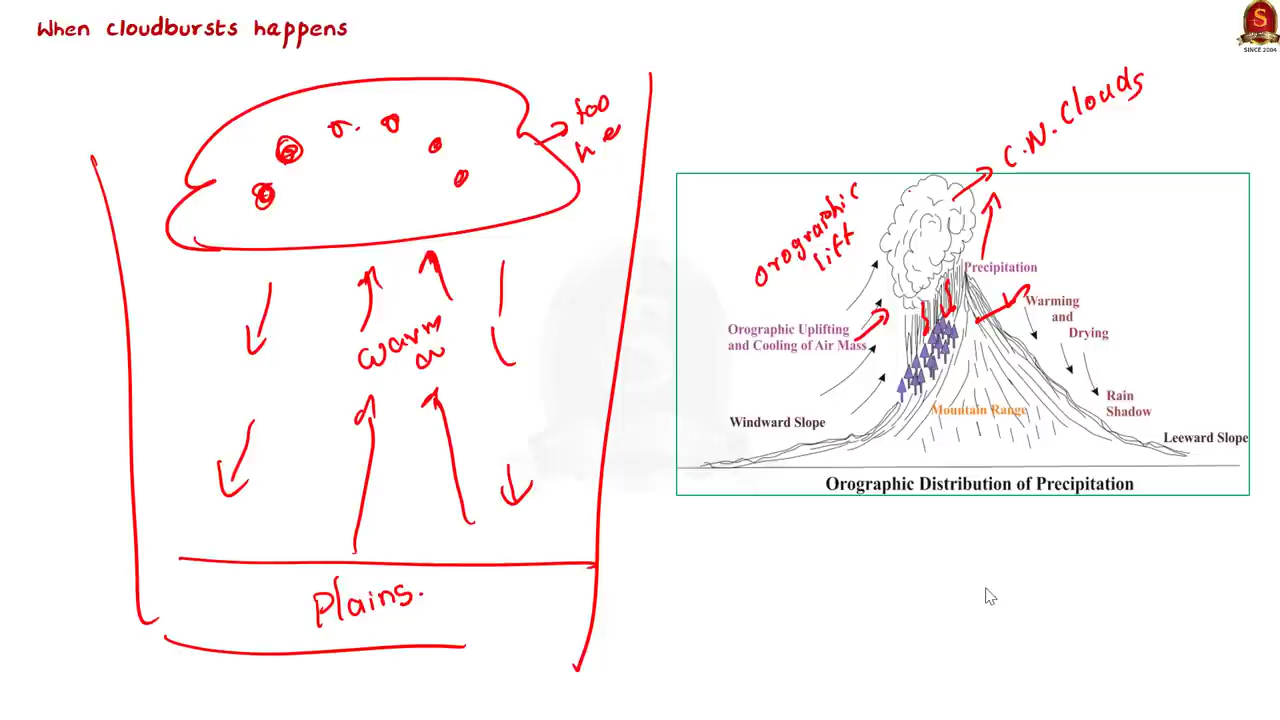 When cloudbursts happens
S
SINCE 2004
too
he
warm
Plains.
C.N. Clouds
Orographic
lift
Precipitation
Warming
and
Drying
Orographic Uplifting
and Cooling of Air Mass
Rain
Shadow
Mountain Range
Windward Slope
Leeward Slope
Orographic Distribution of Precipitation